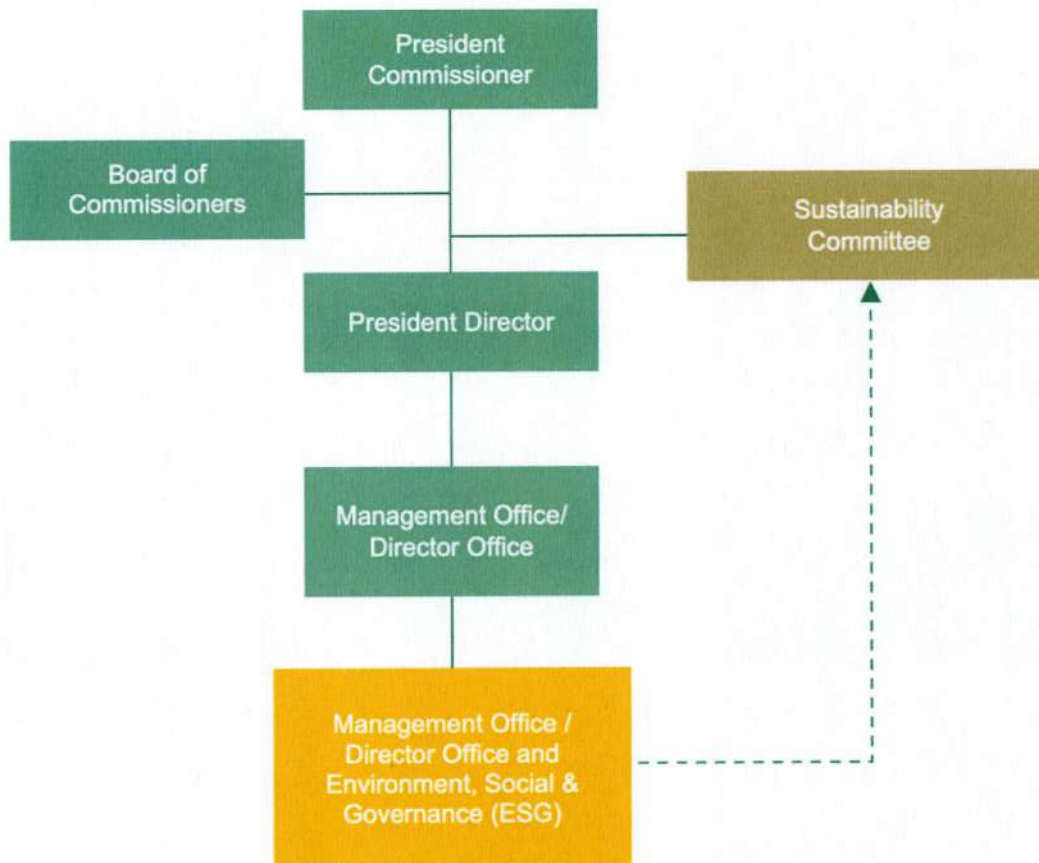 President
Commissioner
Board of
Commissioners
Sustainability
Committee
President Director
Management Office/
Director Office
Management Office /
Director Office and
Environment, Social &
Governance (ESG)